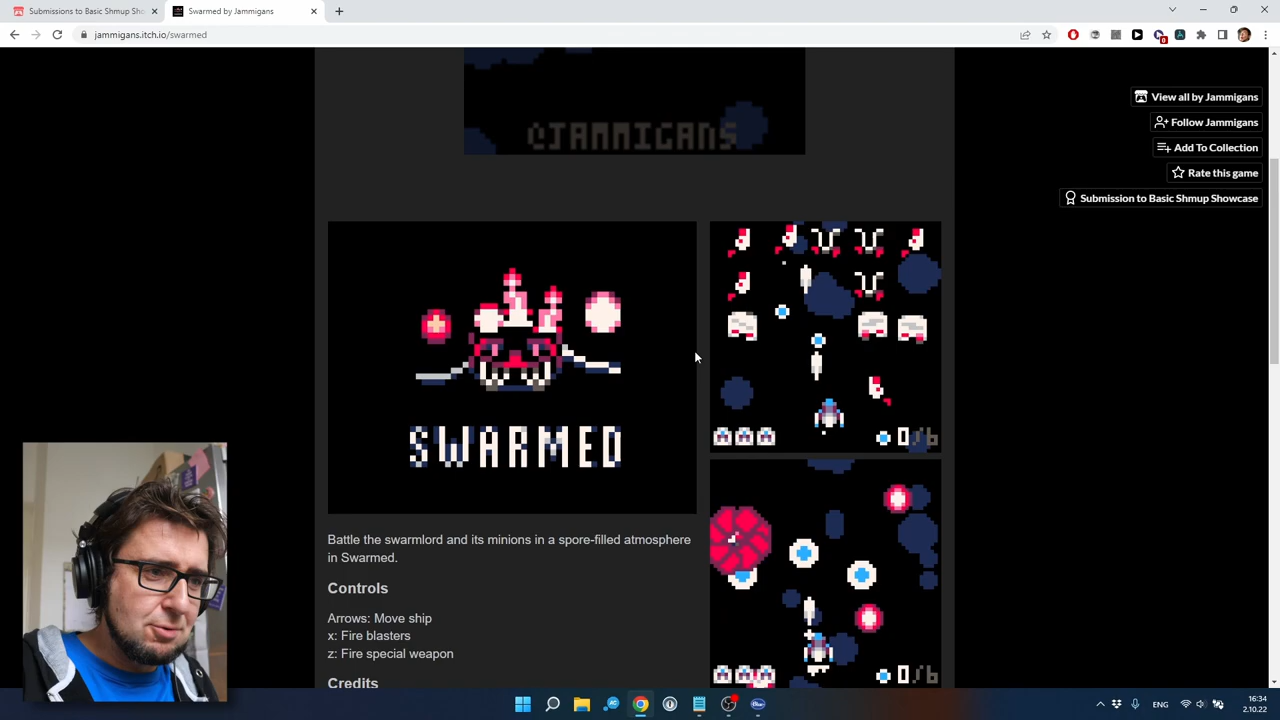 Submissions to Basic Shmup Sho
Swarmed by Jammigans
jammigans.itch.io/swarmed
0
View all by Jammigans
Follow Jammigans
Add To Collection
Rate this game
Submission to Basic Shmup Showcase
@JAMMIGANS
SWARMED
Battle the swarmlord and its minions in a spore-filled atmosphere
in Swarmed.
Controls
Arrows: Move ship
x: Fire blasters
z: Fire special weapon
Credits
ENG
16:34
2.10.22